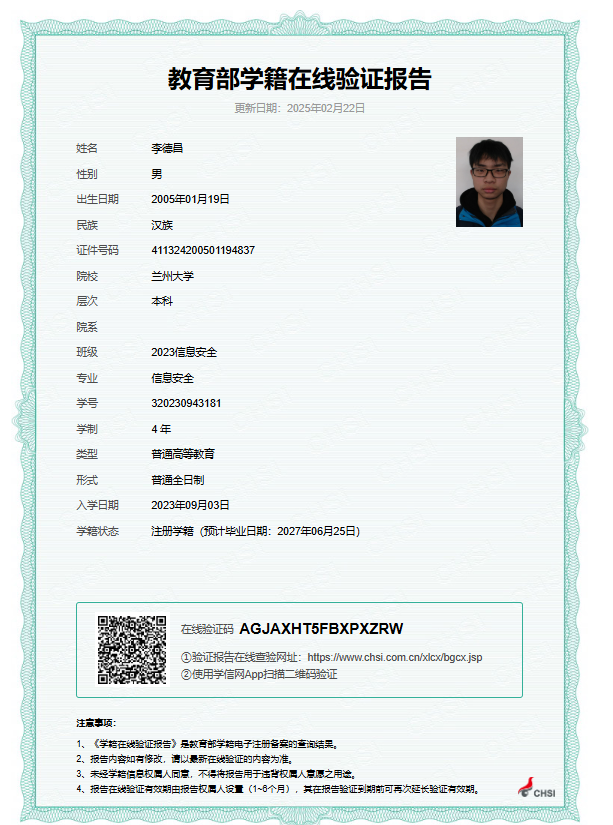 教育部学籍在线验证报告
更新日期：2025年02月22日
姓名 李德昌
性别 男
出生日期 2005年01月19日
民族 汉族
证件号码 411324200501194837
院校 兰州大学
层次 本科
院系
班级 2023信息安全
专业 信息安全
学号 320230943181
学制 4 年
类型 普通高等教育
形式 普通全日制
入学日期 2023年09月03日
学籍状态 注册学籍（预计毕业日期：2027年06月25日）
在线验证码 AGJAXHT5FBXPXZRW
①验证报告在线查验网址：https://www.chsi.com.cn/xlcx/bgcx.jsp
②使用学信网App扫描二维码验证
注意事项：
1、《学籍在线验证报告》是教育部学籍电子注册备案的查询结果。
2、报告内容如有修改，请以最新在线验证的内容为准。
3、未经学籍信息权属人同意，不得将报告用于违背权属人意愿之用途。
4、报告在线验证有效期由报告权属人设置（1~6个月），其在报告验证到期前可再次延长验证有效期。
CHSI